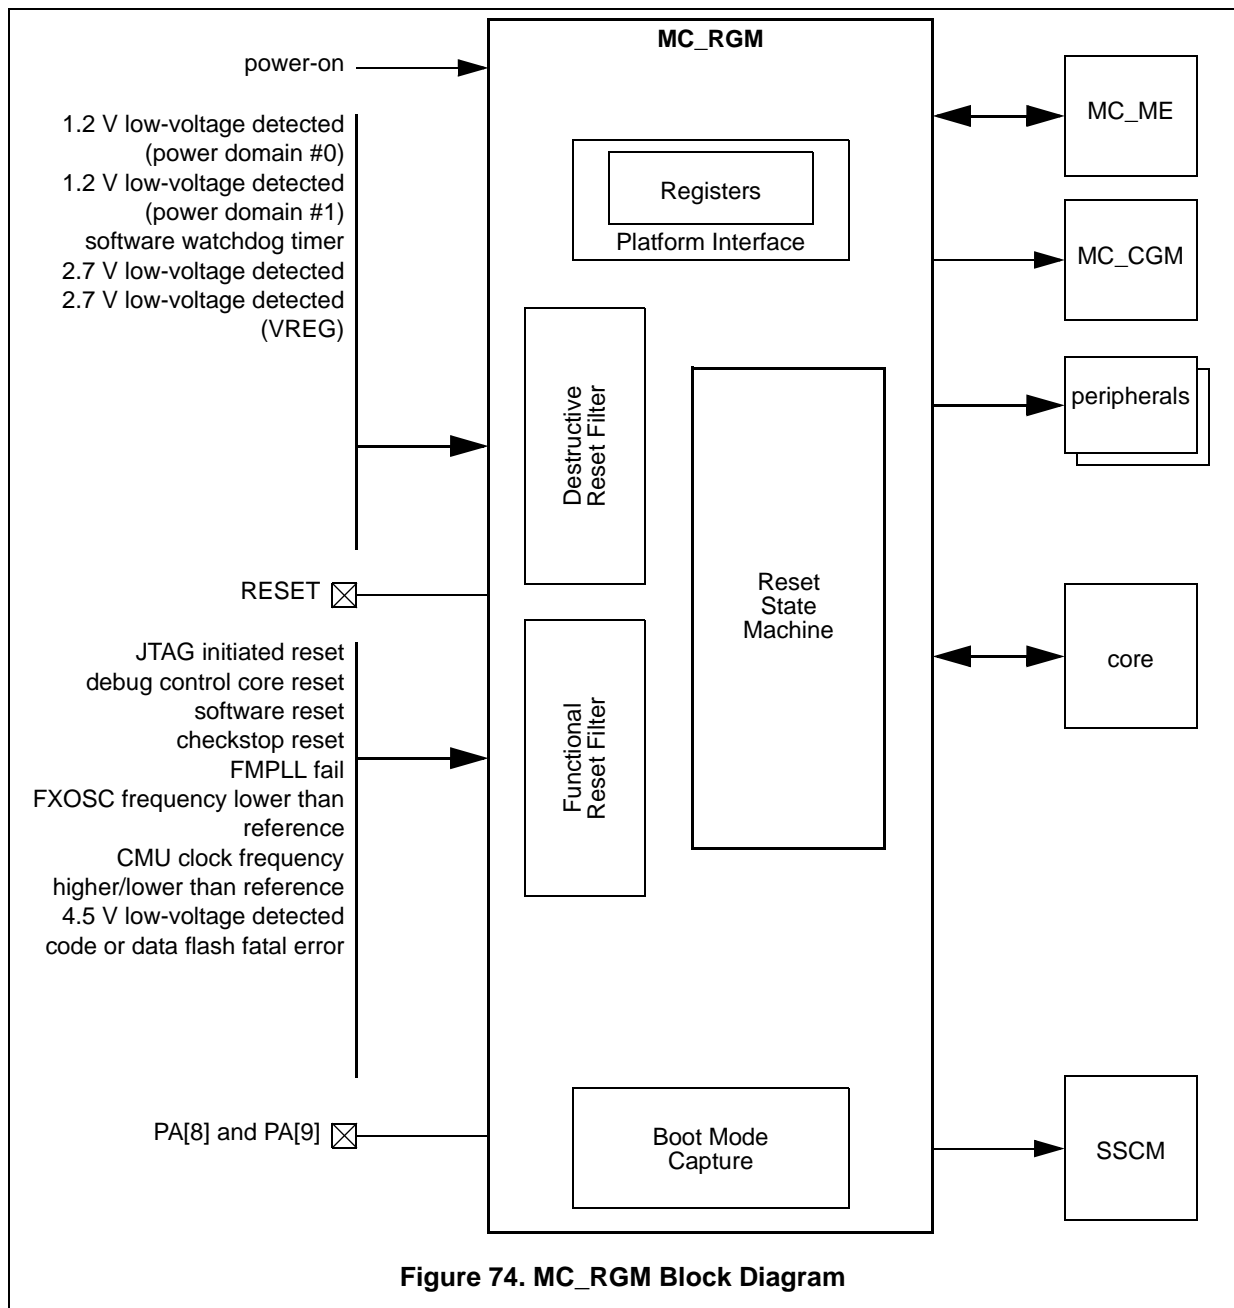 MC_RGM
power-on
1.2 V low-voltage detected
(power domain #0)
1.2 V low-voltage detected
(power domain #1)
software watchdog timer
2.7 V low-voltage detected
2.7 V low-voltage detected
(VREG)
RESET
JTAG initiated reset
debug control core reset
software reset
checkstop reset
FMPLL fail
FXOSC frequency lower than
reference
CMU clock frequency
higher/lower than reference
4.5 V low-voltage detected
code or data flash fatal error
PA[8] and PA[9]
Registers
Platform Interface
Destructive
Reset Filter
Functional
Reset Filter
Reset
State
Machine
Boot Mode
Capture
MC_ME
MC_CGM
peripherals
core
SSCM
Figure 74. MC_RGM Block Diagram